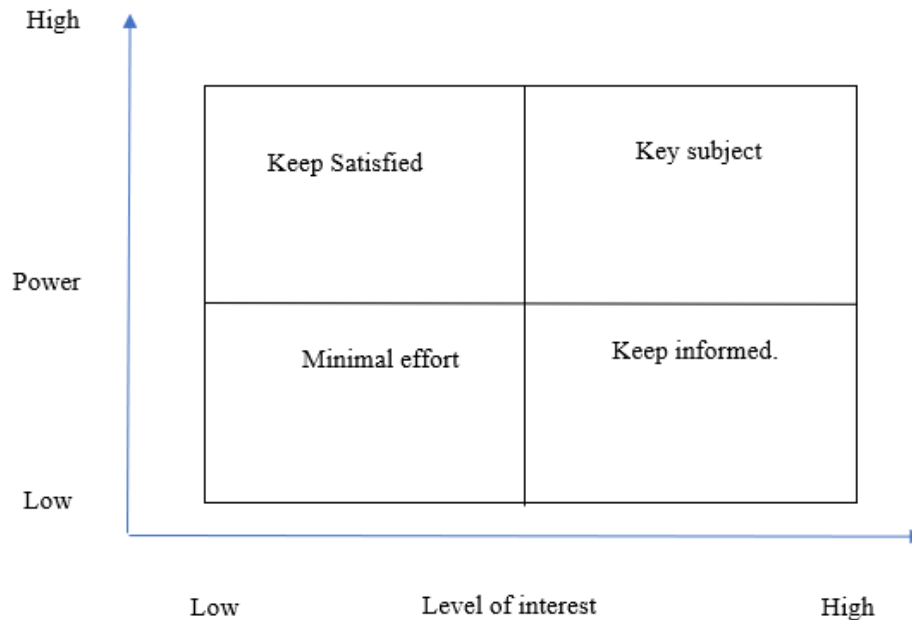 High
Keep Satisfied
Key subject
Power
Minimal effort
Keep informed.
Low
Low
Level of interest
High